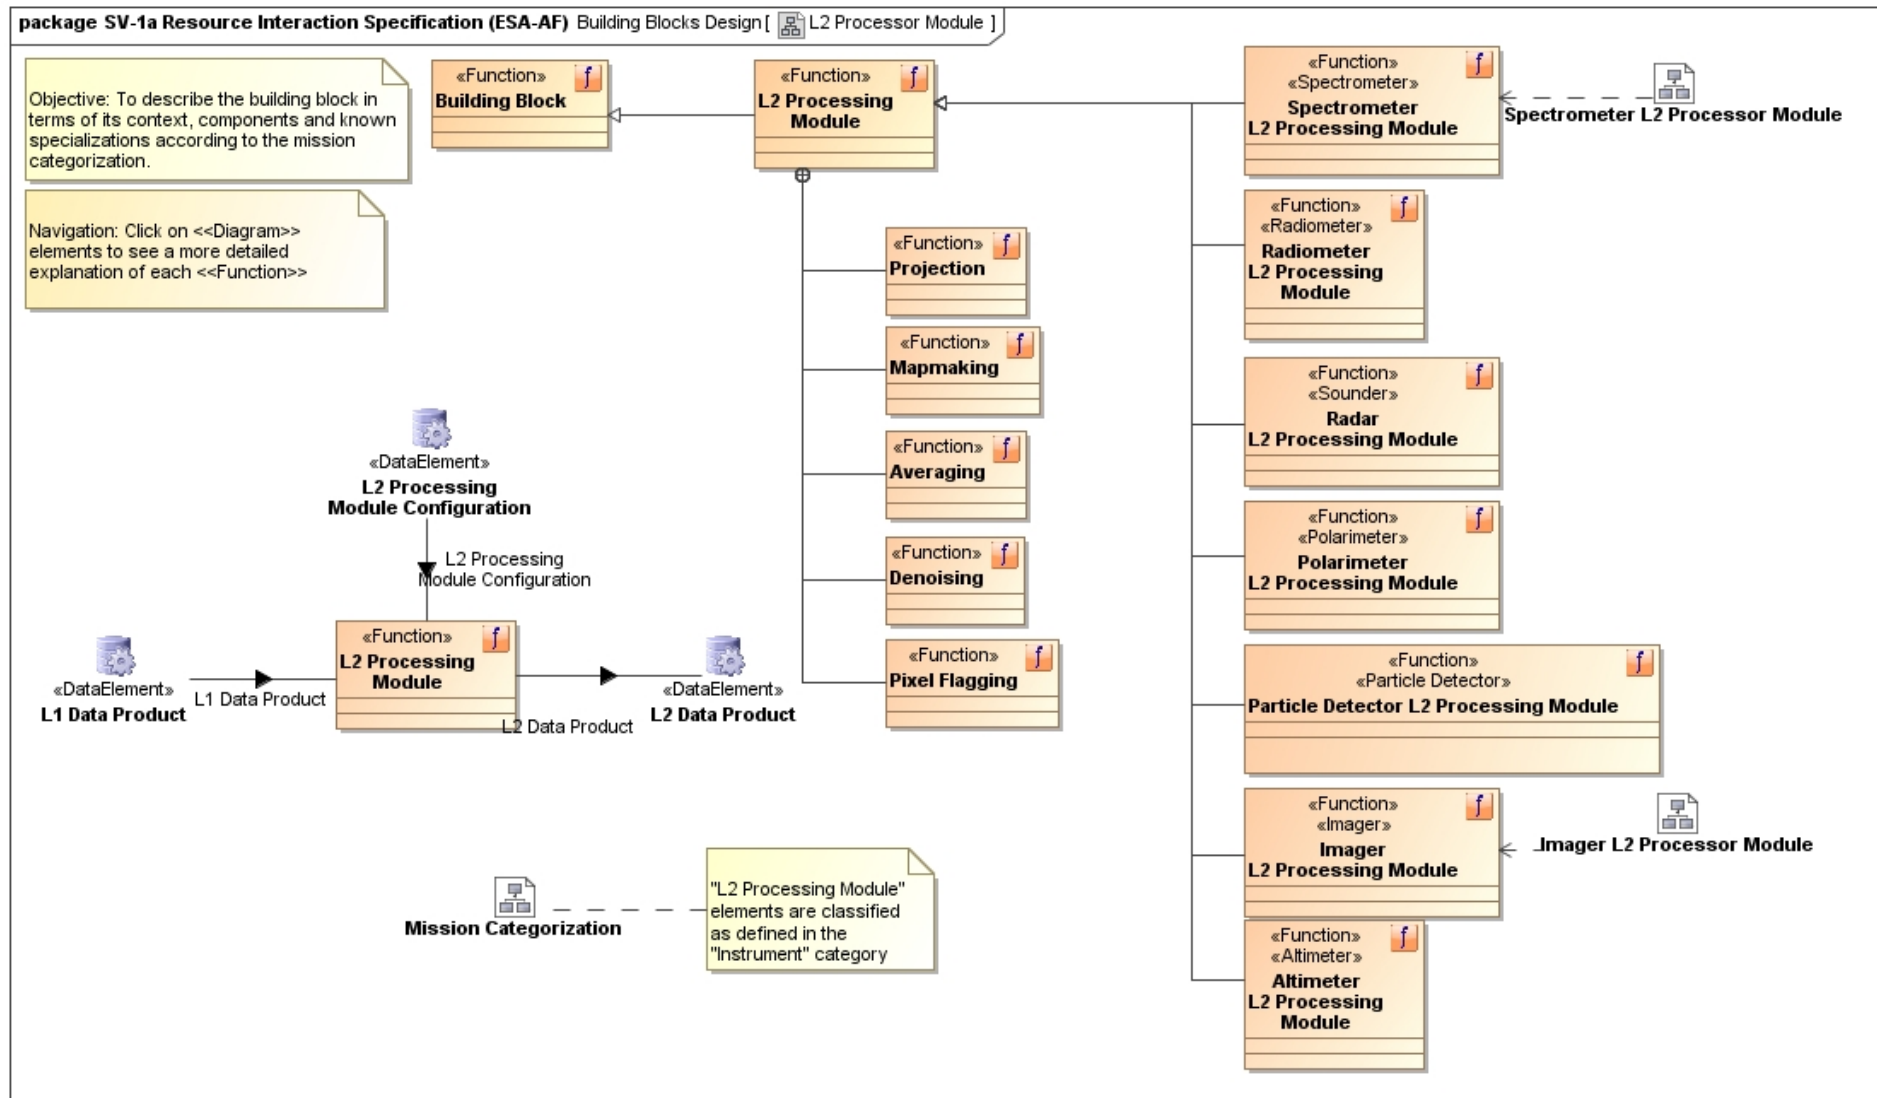 package SV-1a Resource Interaction Specification (ESA-AF) Building Blocks Design [ L2 Processor Module ]
Objective: To describe the building block in
terms of its context, components and known
specializations according to the mission
categorization.
Navigation: Click on <<Diagram>>
elements to see a more detailed
explanation of each <<Function>>
«Function»
Building Block
«Function»
L2 Processing
Module
«Function»
Projection
«Function»
Mapmaking
«Function»
Averaging
«Function»
Denoising
«Function»
Pixel Flagging
«DataElement»
L2 Processing
Module Configuration
L2 Processing
Module Configuration
«DataElement»
L1 Data Product
L1 Data Product
«Function»
L2 Processing
Module
L2 Data Product
«DataElement»
L2 Data Product
Mission Categorization
"L2 Processing Module"
elements are classified
as defined in the
"Instrument" category
«Function»
«Spectrometer»
Spectrometer
L2 Processing Module
Spectrometer L2 Processor Module
«Function»
«Radiometer»
Radiometer
L2 Processing
Module
«Function»
«Sounder»
Radar
L2 Processing Module
«Function»
«Polarimeter»
Polarimeter
L2 Processing Module
«Function»
«Particle Detector»
Particle Detector L2 Processing Module
«Function»
«Imager»
Imager
L2 Processing Module
Imager L2 Processor Module
«Function»
«Altimeter»
Altimeter
L2 Processing
Module